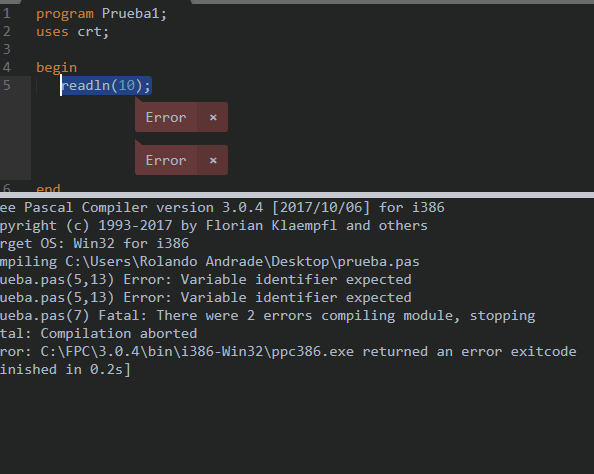 1 program Prueba1;
2 uses crt;
3
4 begin
5 readln(10);
Error ×
Error ×
6 end
ee Pascal Compiler version 3.0.4 [2017/10/06] for i386
pyright (c) 1993-2017 by Florian Klaempfl and others
rget OS: Win32 for i386
mpiling C:\Users\Rolando Andrade\Desktop\prueba.pas
ueba.pas(5,13) Error: Variable identifier expected
ueba.pas(5,13) Error: Variable identifier expected
ueba.pas(7) Fatal: There were 2 errors compiling module, stopping
tal: Compilation aborted
ror: C:\FPC\3.0.4\bin\i386-Win32\ppc386.exe returned an error exitcode
inished in 0.2s]